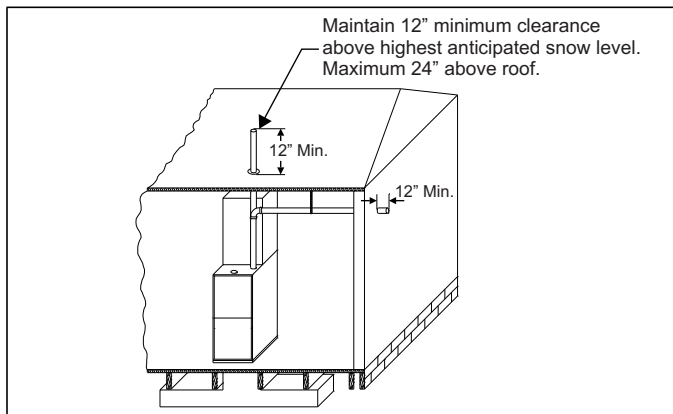 Maintain 12” minimum clearance
above highest anticipated snow level.
Maximum 24” above roof.
12” Min.
12” Min.